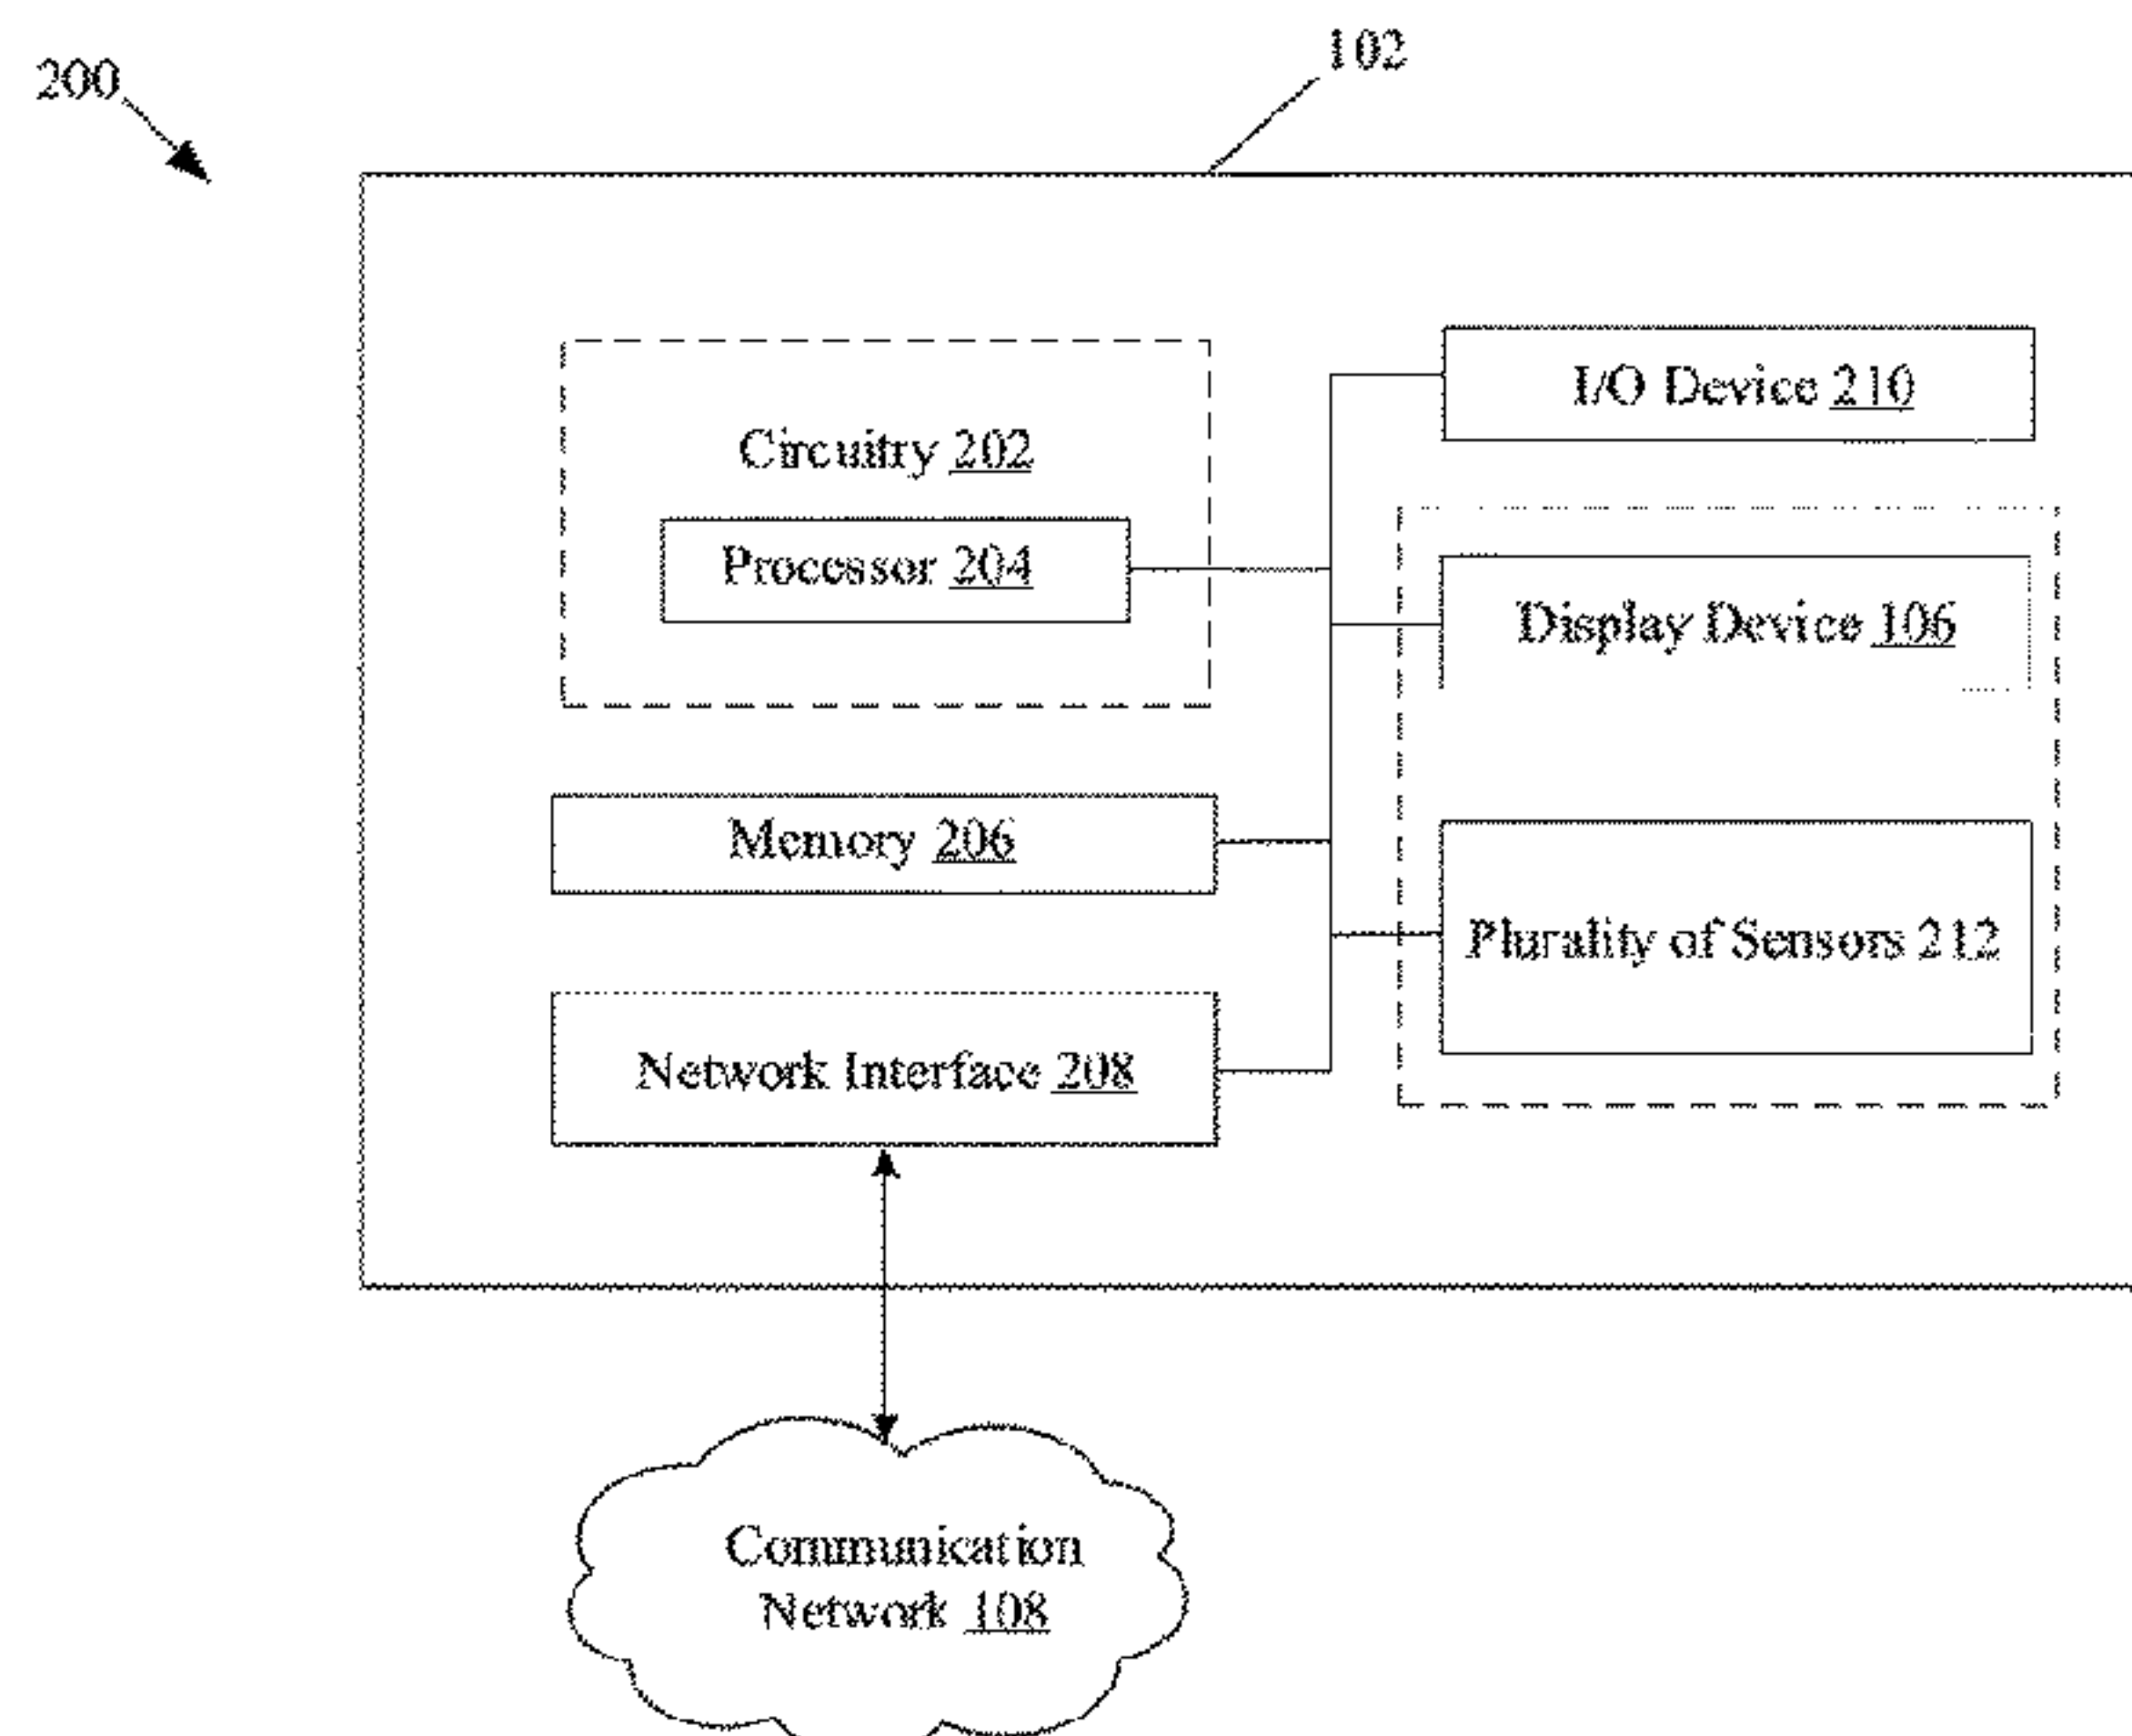 200
102
Circuitry 202
Processor 204
I/O Device 210
Display Device 106
Memory 206
Plurality of Sensors 212
Network Interface 208
Communication
Network 108